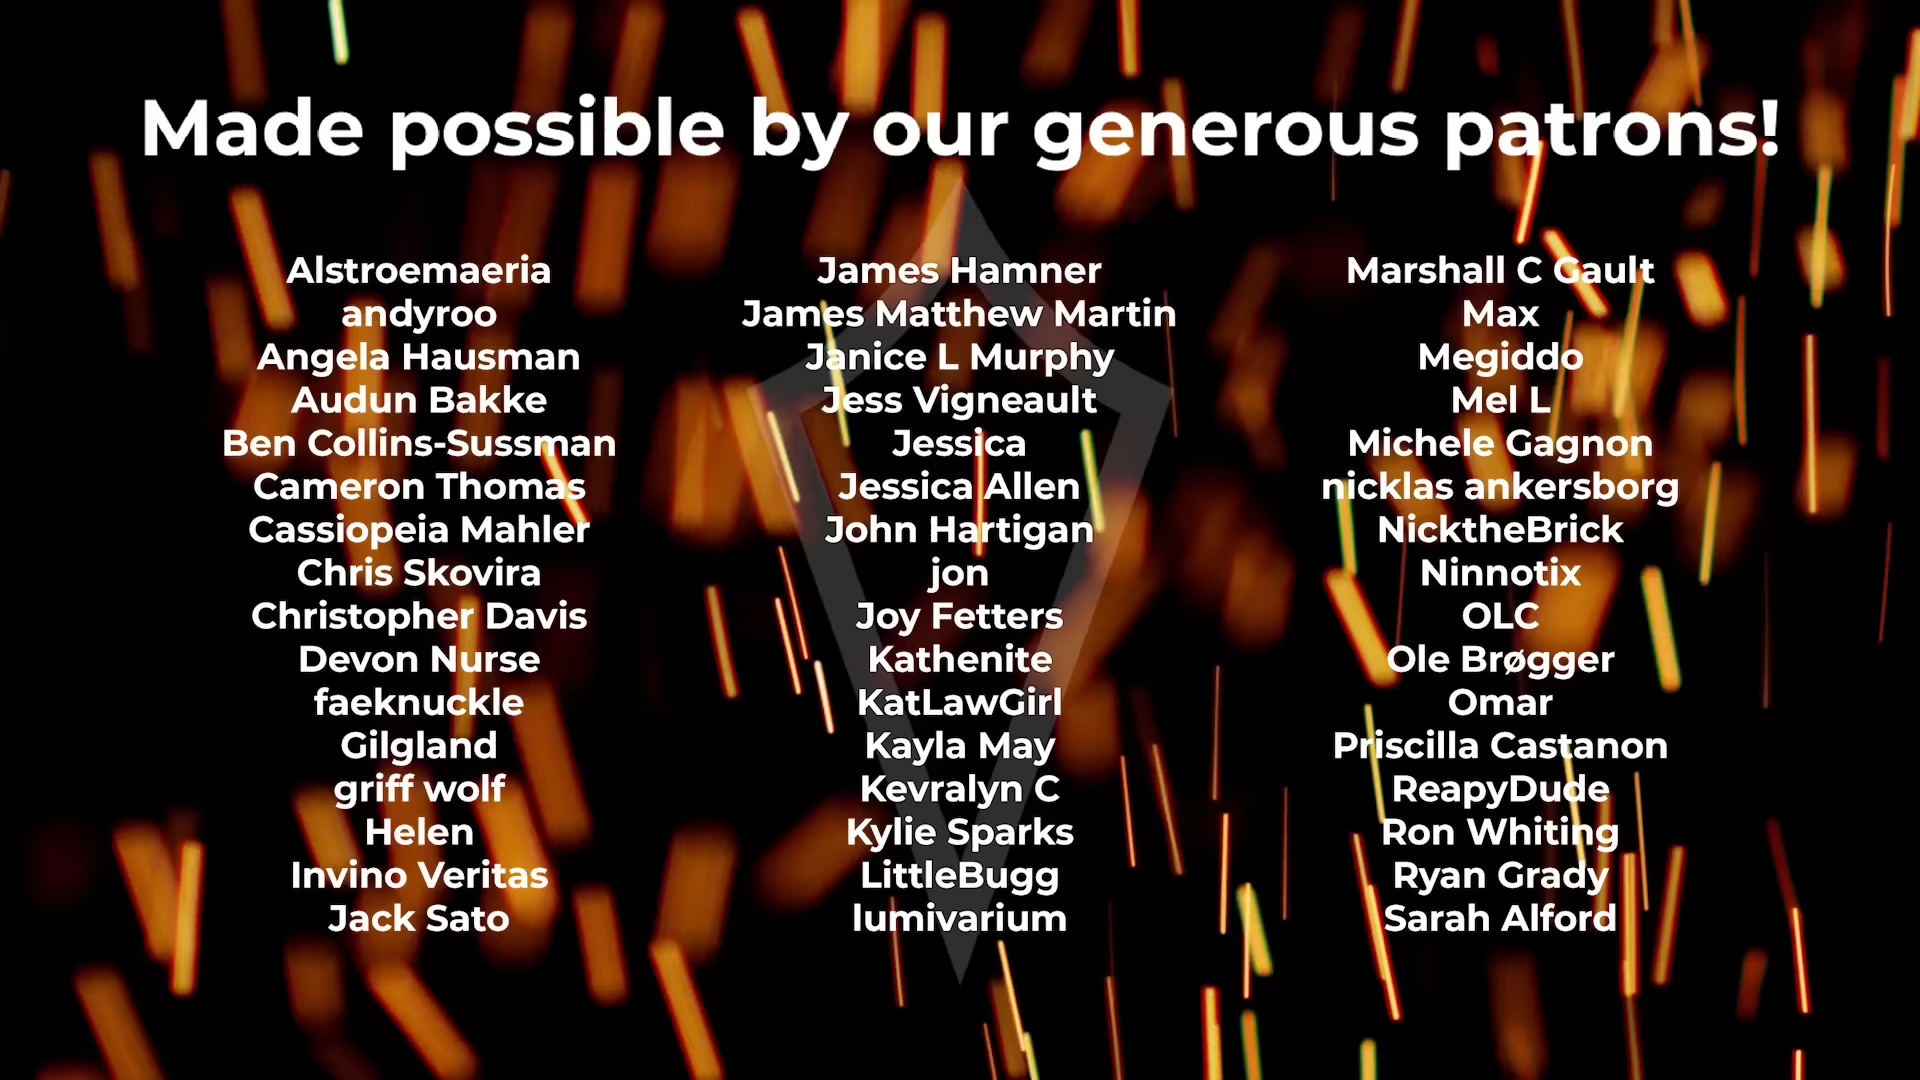 Made possible by our generous patrons!
Alstroemaeria
andyroo
Angela Hausman
Audun Bakke
Ben Collins-Sussman
Cameron Thomas
Cassiopeia Mahler
Chris Skovira
Christopher Davis
Devon Nurse
faeknuckle
Gilgland
griff wolf
Helen
Invino Veritas
Jack Sato
James Hamner
James Matthew Martin
Janice L Murphy
Jess Vigneault
Jessica
Jessica Allen
John Hartigan
jon
Joy Fetters
Kathenite
KatLawGirl
Kayla May
Kevralyn C
Kylie Sparks
LittleBugg
lumivarium
Marshall C Gault
Max
Megiddo
Mel L
Michele Gagnon
nicklas ankersborg
NicktheBrick
Ninnotix
OLC
Ole Brøgger
Omar
Priscilla Castanon
ReapyDude
Ron Whiting
Ryan Grady
Sarah Alford